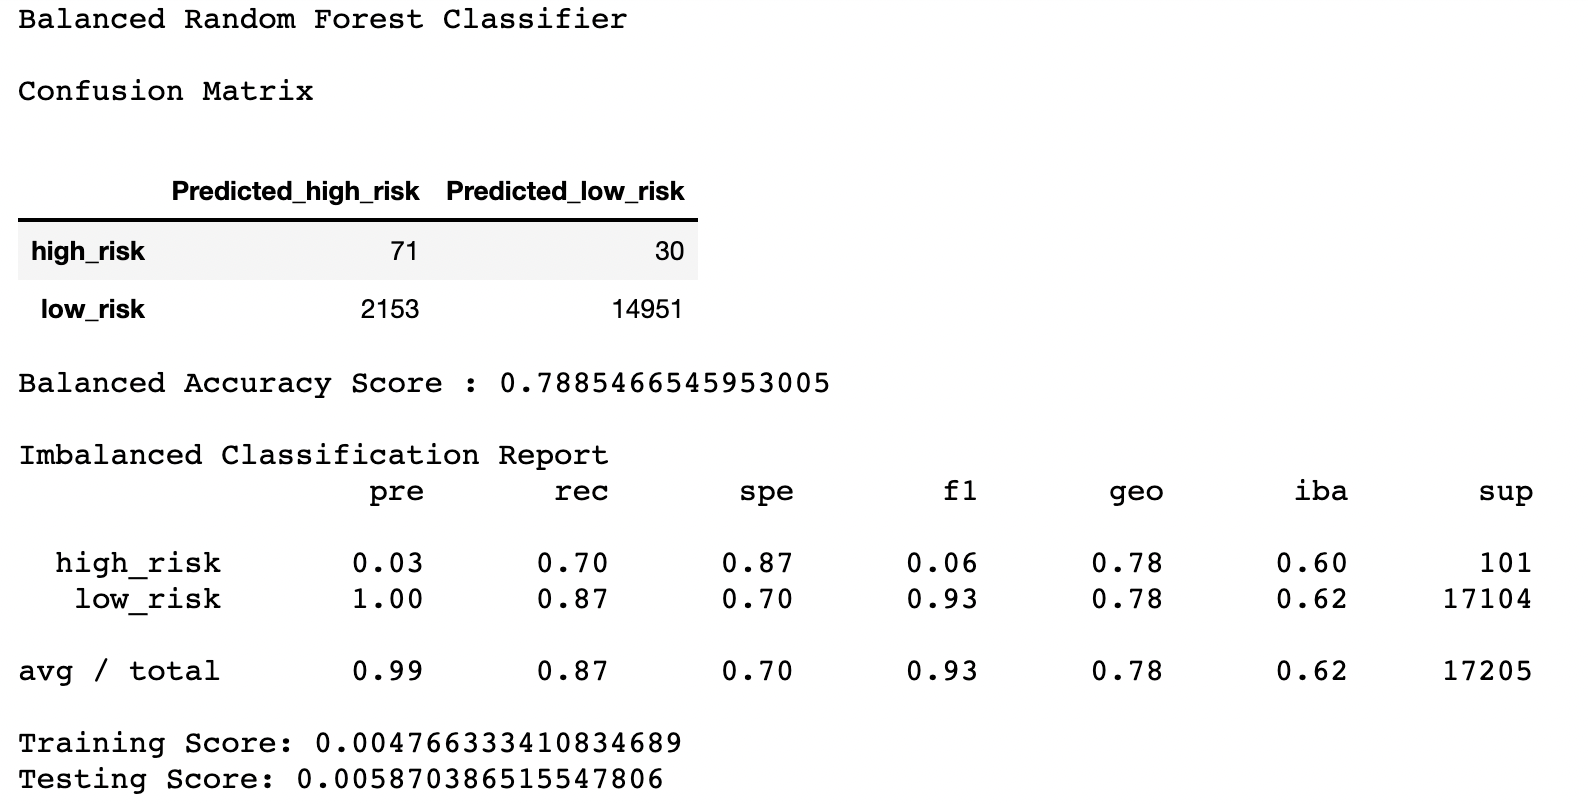 Balanced Random Forest Classifier
Confusion Matrix
Predicted_high_risk Predicted_low_risk
high_risk 71 30
low_risk 2153 14951
Balanced Accuracy Score : 0.7885466545953005
Imbalanced Classification Report
pre rec spe f1 geo iba sup
high_risk 0.03 0.70 0.87 0.06 0.78 0.60 101
low_risk 1.00 0.87 0.70 0.93 0.78 0.62 17104
avg / total 0.99 0.87 0.70 0.93 0.78 0.62 17205
Training Score: 0.004766333410834689
Testing Score: 0.005870386515547806